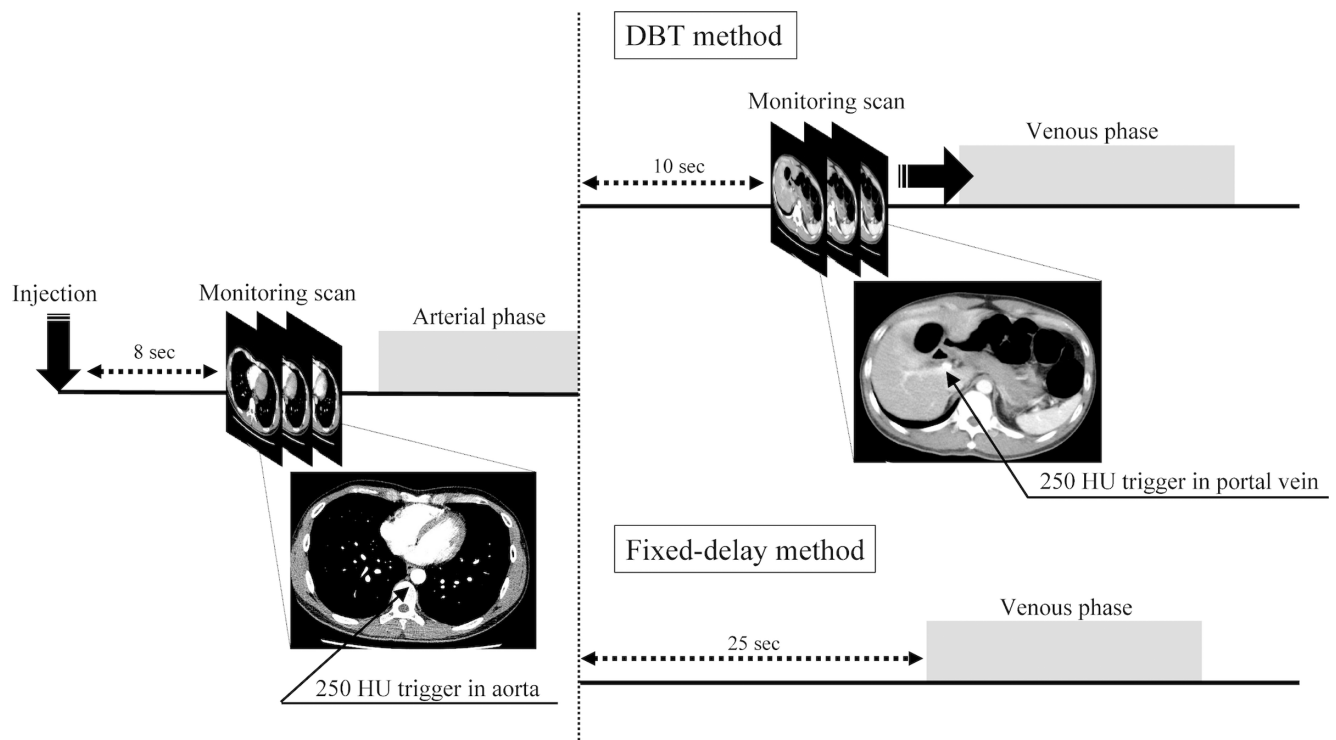 DBT method
Monitoring scan
Venous phase
10 sec
Injection
Monitoring scan
Arterial phase
8 sec
250 HU trigger in portal vein
Fixed-delay method
Venous phase
25 sec
250 HU trigger in aorta